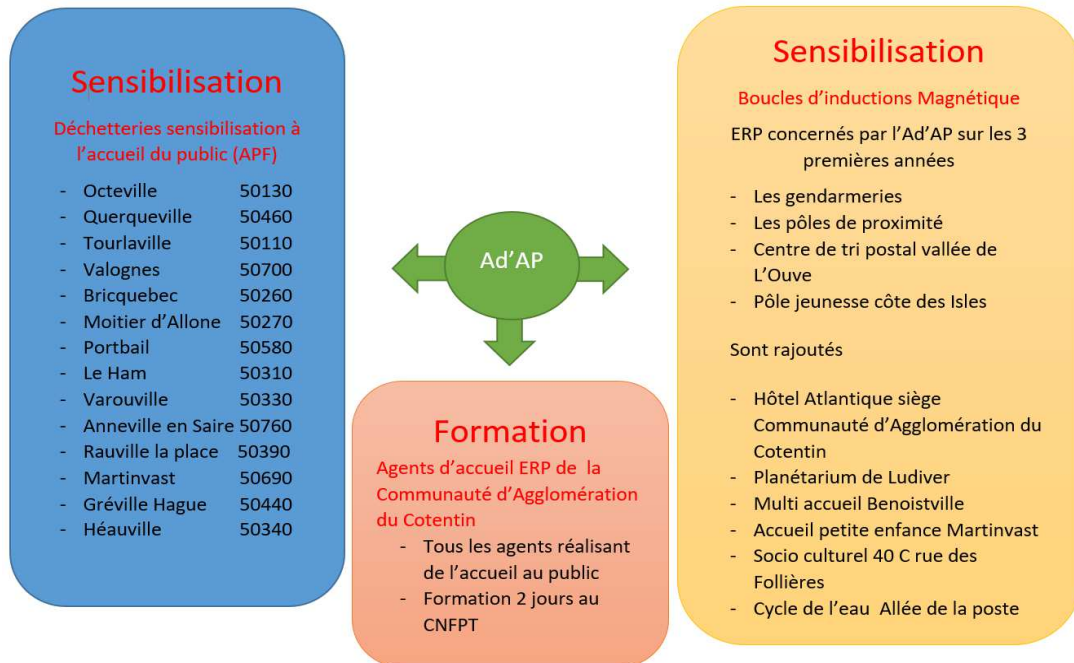 Sensibilisation
Déchetteries sensibilisation à
l'accueil du public (APF)
- Octeville 50130
- Querqueville 50460
- Tourlaville 50110
- Valognes 50700
- Bricquebec 50260
- Moitier d'Allone 50270
- Portbail 50580
- Le Ham 50310
- Varouville 50330
- Anneville en Saire 50760
- Rauville la place 50390
- Martinvast 50690
- Gréville Hague 50440
- Héauville 50340
Ad'AP
Formation
Agents d'accueil ERP de la
Communauté d'Agglomération
du Cotentin
- Tous les agents réalisant
de l'accueil au public
- Formation 2 jours au
CNFPT
Sensibilisation
Boucles d'inductions Magnétique
ERP concernés par l'Ad'AP sur les 3
premières années
- Les gendarmeries
- Les pôles de proximité
- Centre de tri postal vallée de
L'Ouve
- Pôle jeunesse côte des Isles
Sont rajoutés
- Hôtel Atlantique siège
Communauté d'Agglomération du
Cotentin
- Planétarium de Ludiver
- Multi accueil Benoistville
- Accueil petite enfance Martinvast
- Socio culturel 40 C rue des
Follières
- Cycle de l'eau Allée de la poste